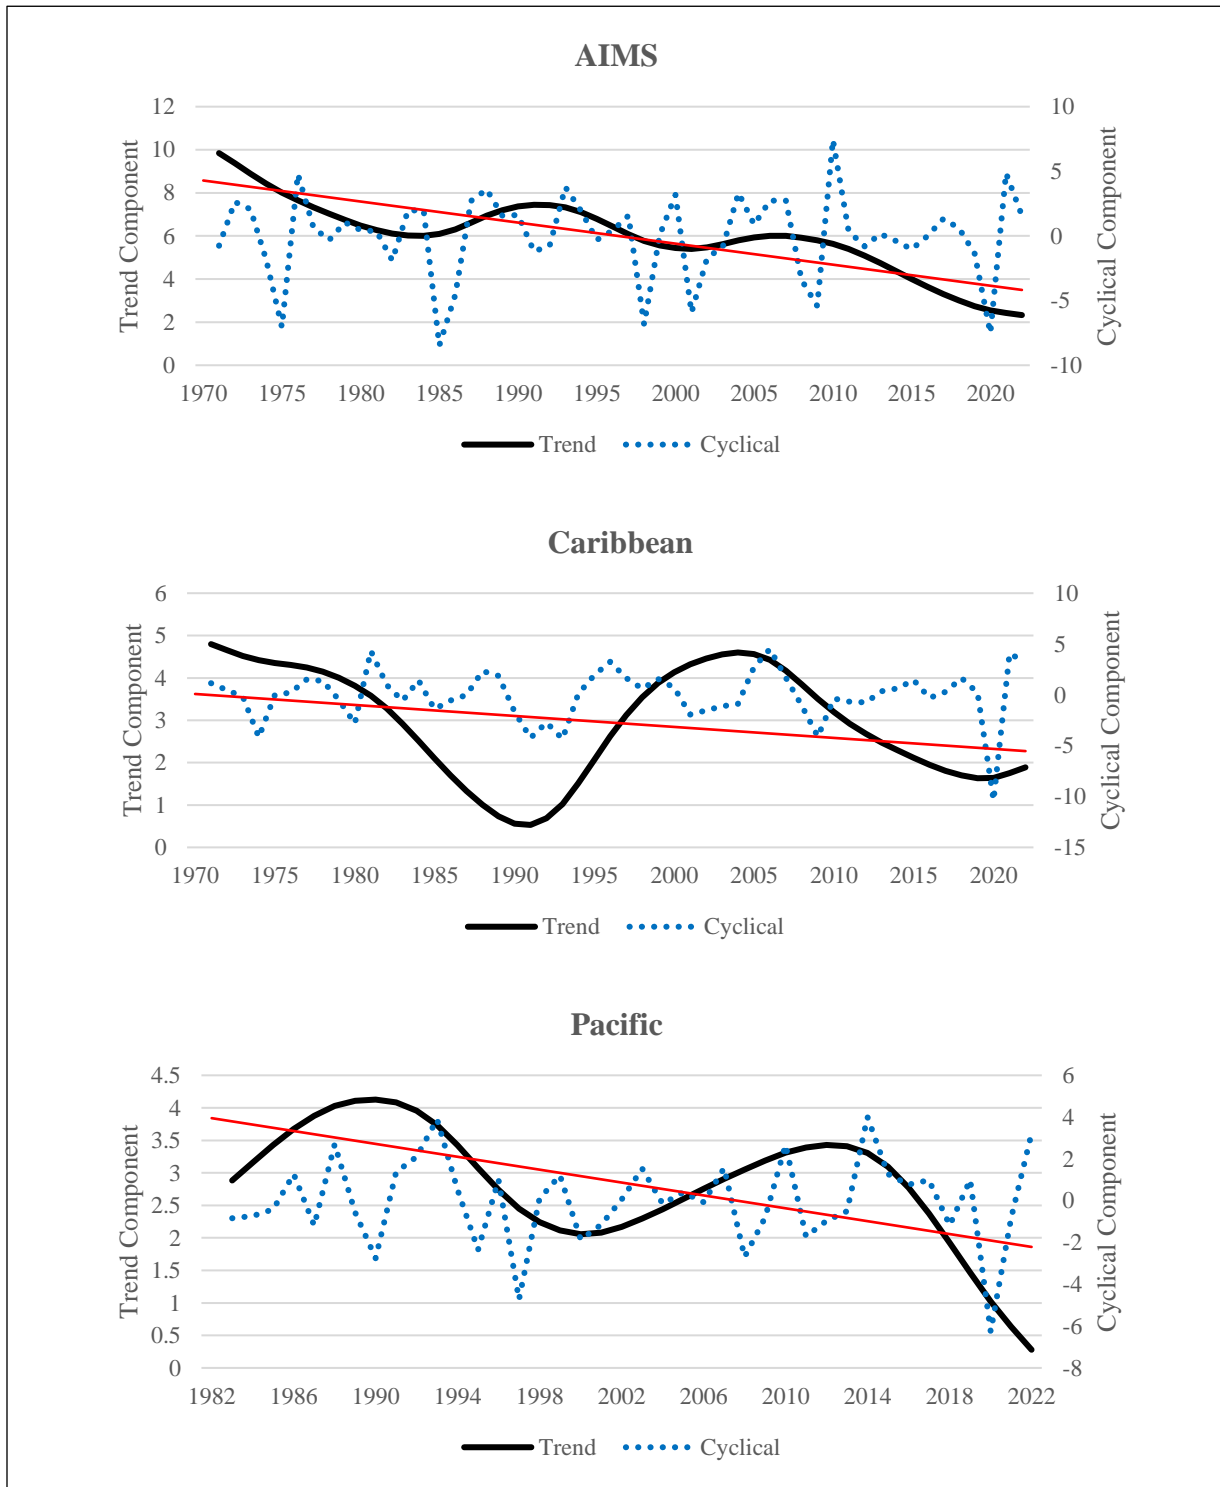 AIMS
Trend Component
Cyclical Component
12
10
8
6
4
2
0
10
5
0
-5
-10
1970 1975 1980 1985 1990 1995 2000 2005 2010 2015 2020
Trend Cyclical
Caribbean
Trend Component
Cyclical Component
6
5
4
3
2
1
0
10
5
0
-5
-10
-15
1970 1975 1980 1985 1990 1995 2000 2005 2010 2015 2020
Trend Cyclical
Pacific
Trend Component
Cyclical Component
4.5
4
3.5
3
2.5
2
1.5
1
0.5
0
6
4
2
0
-2
-4
-6
-8
1982 1986 1990 1994 1998 2002 2006 2010 2014 2018 2022
Trend Cyclical